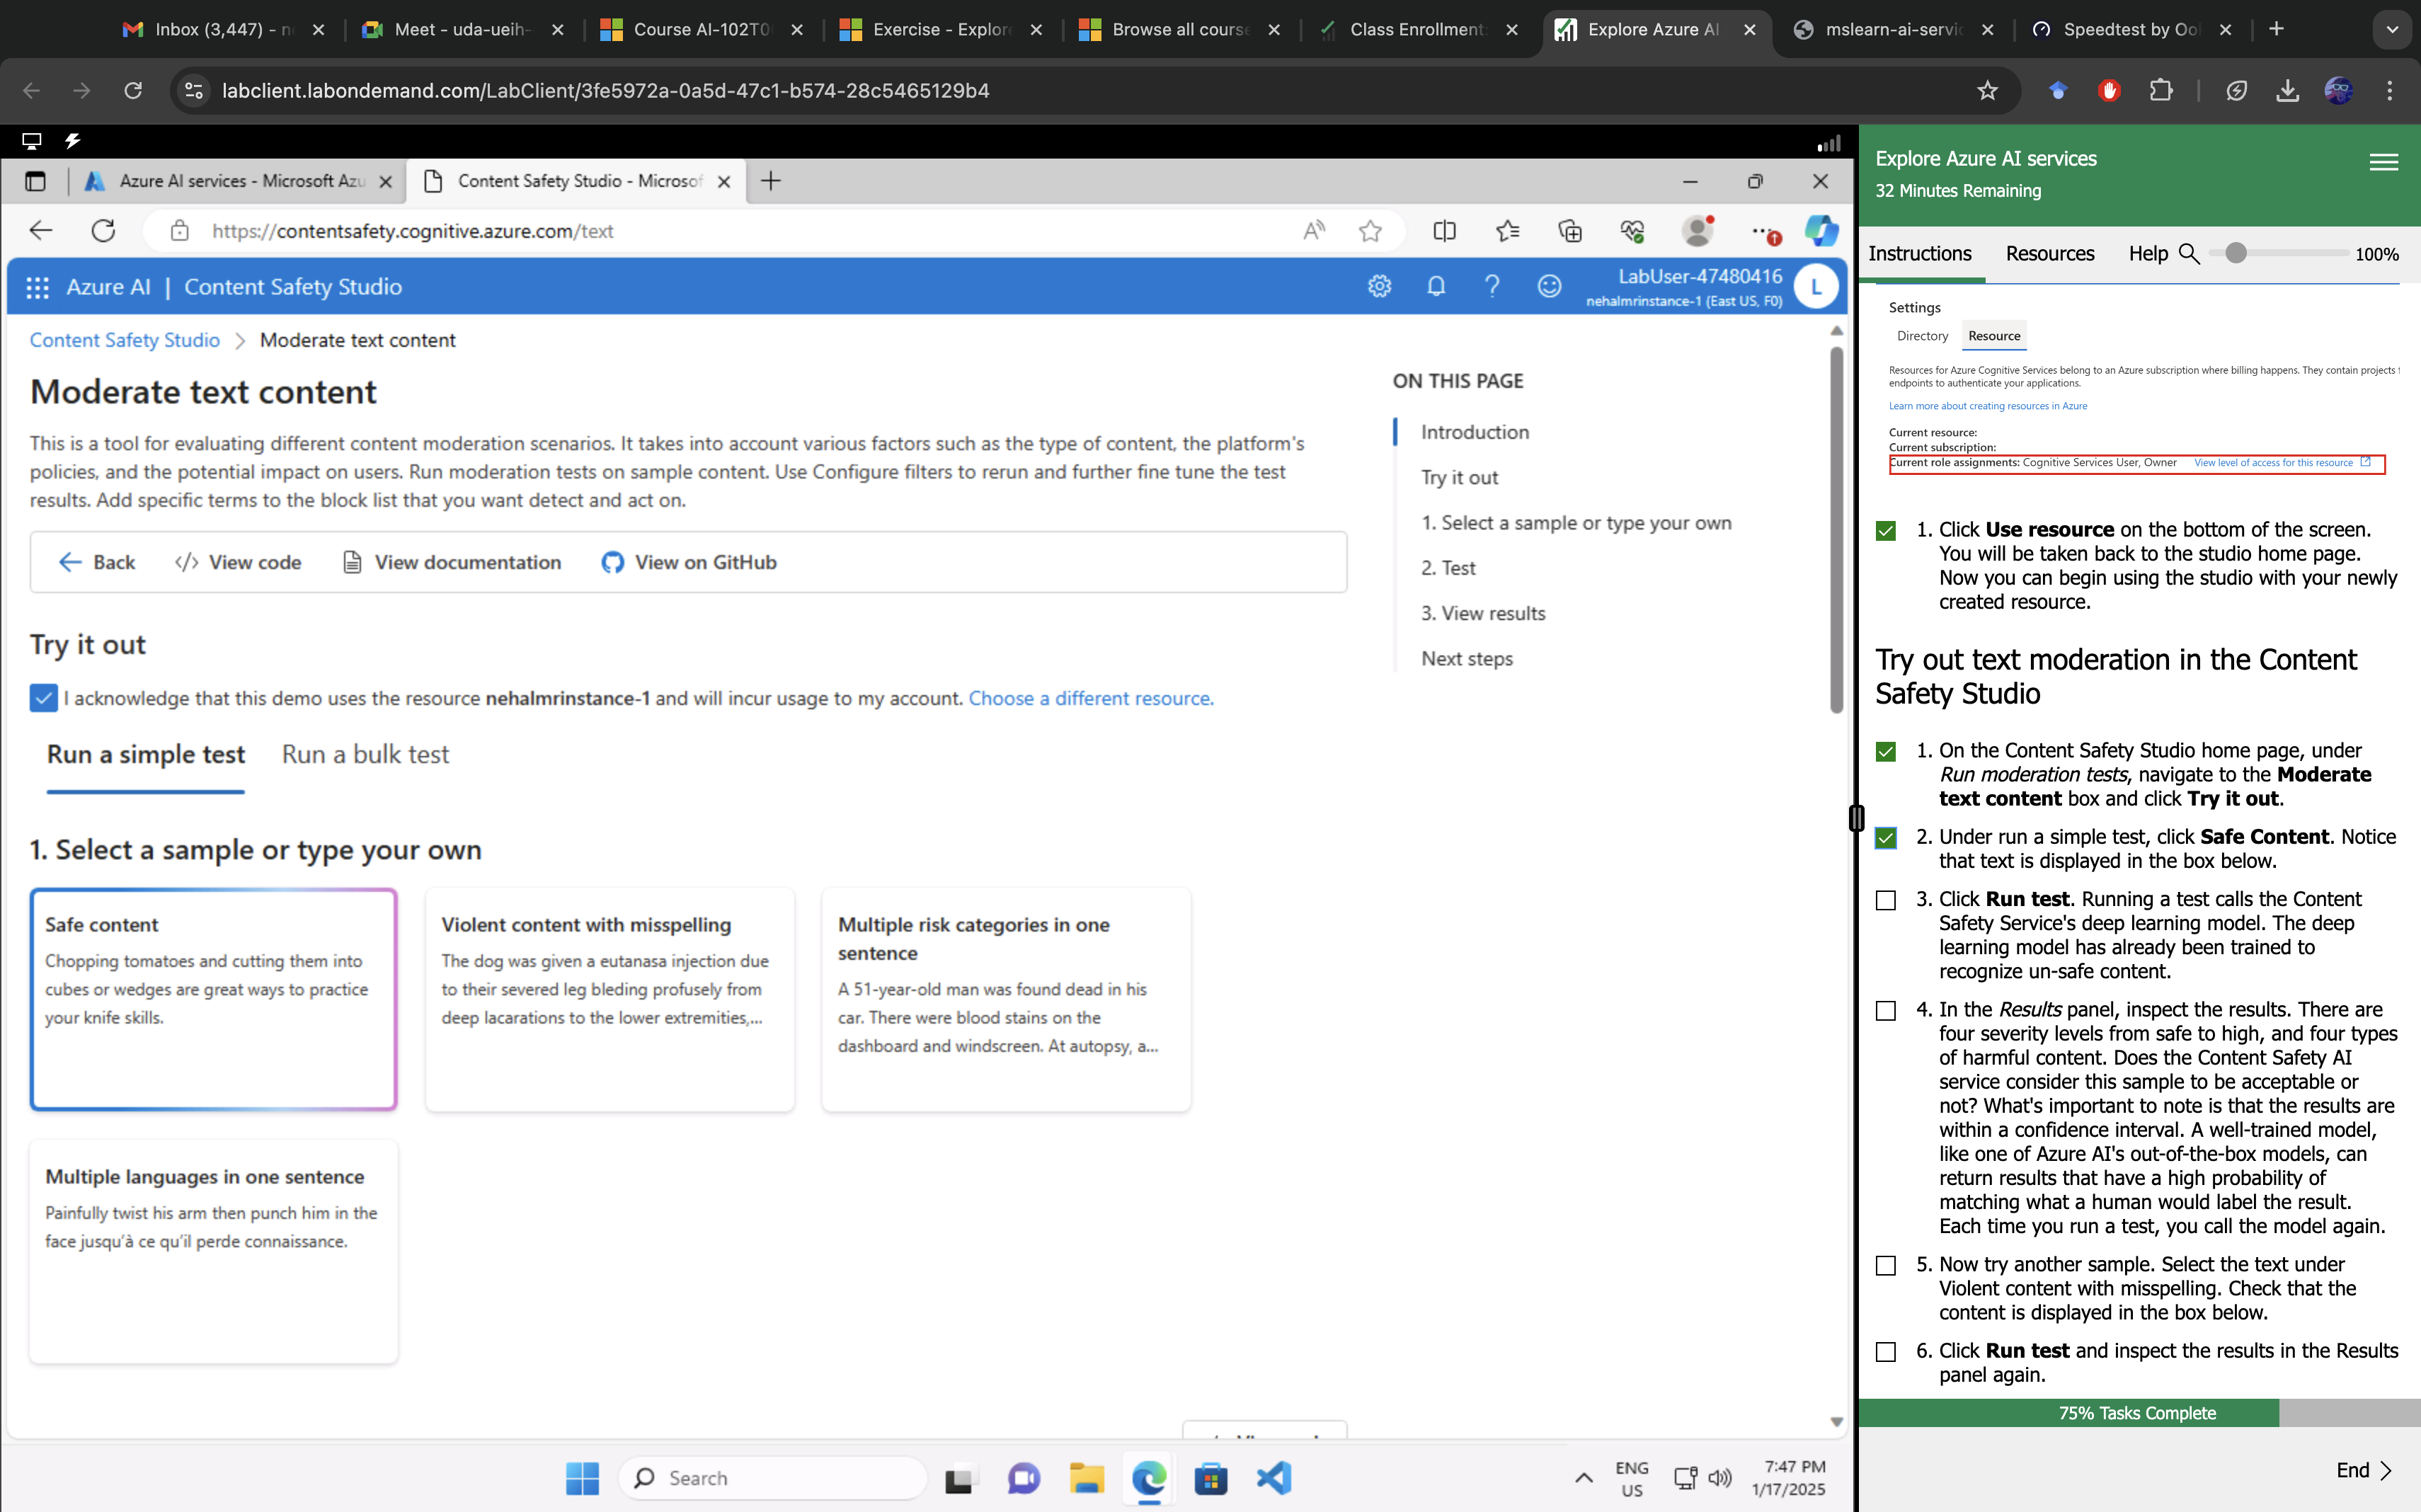 Inbox (3,447) - n
Meet - uda-ueih-
Course AI-102T0
Exercise - Explor
Browse all course
Class Enrollment
Explore Azure AI
mslearn-ai-servic
Speedtest by Ool
labclient.labondemand.com/LabClient/3fe5972a-0a5d-47c1-b574-28c5465129b4
Azure AI services - Microsoft Azu
Content Safety Studio - Microsof
https://contentsafety.cognitive.azure.com/text
Azure AI | Content Safety Studio
LabUser-47480416
nehalmrinstance-1 (East US, F0)
L
Content Safety Studio > Moderate text content
Moderate text content
This is a tool for evaluating different content moderation scenarios. It takes into account various factors such as the type of content, the platform's
policies, and the potential impact on users. Run moderation tests on sample content. Use Configure filters to rerun and further fine tune the test
results. Add specific terms to the block list that you want detect and act on.
Back
View code
View documentation
View on GitHub
Try it out
I acknowledge that this demo uses the resource nehalmrinstance-1 and will incur usage to my account. Choose a different resource.
Run a simple test
Run a bulk test
1. Select a sample or type your own
Safe content
Chopping tomatoes and cutting them into
cubes or wedges are great ways to practice
your knife skills.
Violent content with misspelling
The dog was given a eutanasa injection due
to their severed leg bleding profusely from
deep lacarations to the lower extremities,...
Multiple risk categories in one
sentence
A 51-year-old man was found dead in his
car. There were blood stains on the
dashboard and windscreen. At autopsy, a...
Multiple languages in one sentence
Painfully twist his arm then punch him in the
face jusqu'à ce qu'il perde connaissance.
ON THIS PAGE
Introduction
Try it out
1. Select a sample or type your own
2. Test
3. View results
Next steps
Search
ENG
US
7:47 PM
1/17/2025
Explore Azure AI services
32 Minutes Remaining
Instructions
Resources
Help
100%
Settings
Directory
Resource
Resources for Azure Cognitive Services belong to an Azure subscription where billing happens. They contain projects
endpoints to authenticate your applications.
Learn more about creating resources in Azure
Current resource:
Current subscription:
Current role assignments: Cognitive Services User, Owner View level of access for this resource
1. Click Use resource on the bottom of the screen.
You will be taken back to the studio home page.
Now you can begin using the studio with your newly
created resource.
Try out text moderation in the Content
Safety Studio
1. On the Content Safety Studio home page, under
Run moderation tests, navigate to the Moderate
text content box and click Try it out.
2. Under run a simple test, click Safe Content. Notice
that text is displayed in the box below.
3. Click Run test. Running a test calls the Content
Safety Service's deep learning model. The deep
learning model has already been trained to
recognize un-safe content.
4. In the Results panel, inspect the results. There are
four severity levels from safe to high, and four types
of harmful content. Does the Content Safety AI
service consider this sample to be acceptable or
not? What's important to note is that the results are
within a confidence interval. A well-trained model,
like one of Azure AI's out-of-the-box models, can
return results that have a high probability of
matching what a human would label the result.
Each time you run a test, you call the model again.
5. Now try another sample. Select the text under
Violent content with misspelling. Check that the
content is displayed in the box below.
6. Click Run test and inspect the results in the Results
panel again.
75% Tasks Complete
End